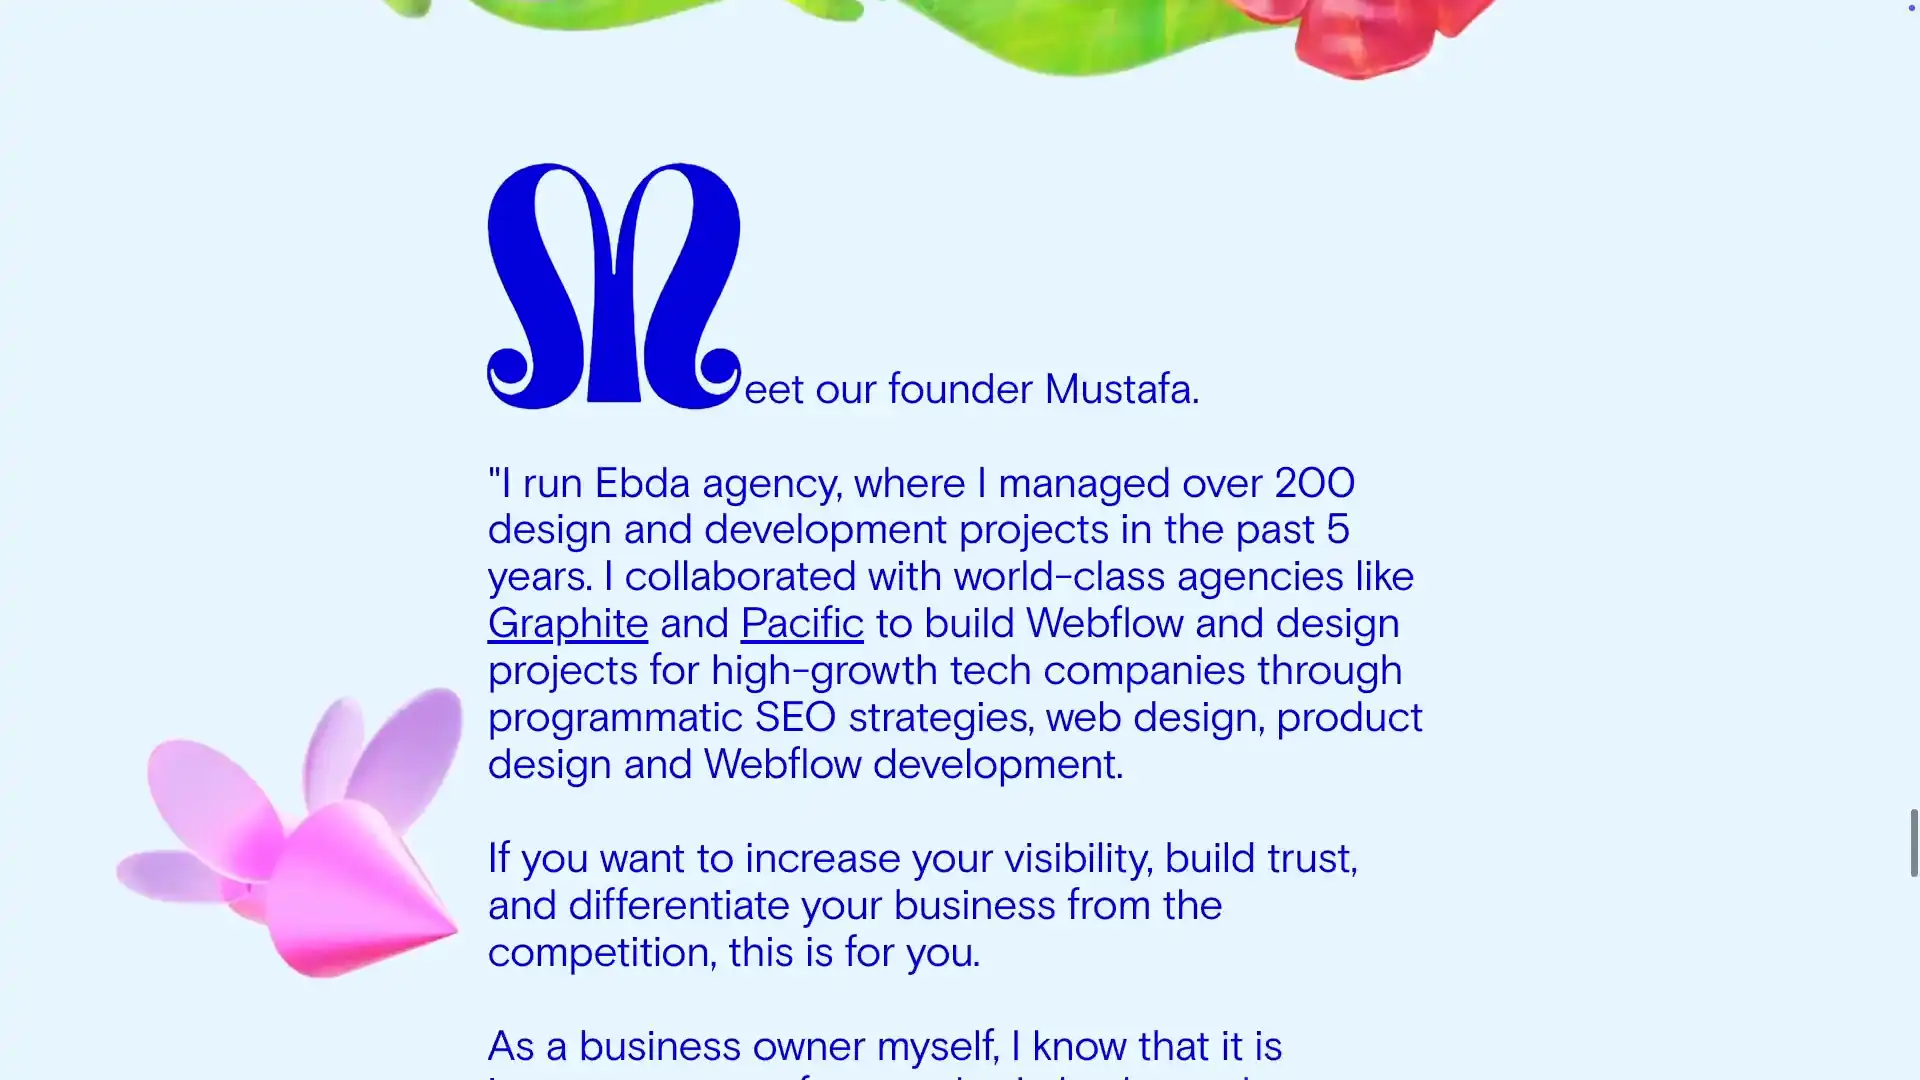 Meet our founder Mustafa.
"I run Ebda agency, where I managed over 200
design and development projects in the past 5
years. I collaborated with world-class agencies like
Graphite and Pacific to build Webflow and design
projects for high-growth tech companies through
programmatic SEO strategies, web design, product
design and Webflow development.
If you want to increase your visibility, build trust,
and differentiate your business from the
competition, this is for you.
As a business owner myself, I know that it is